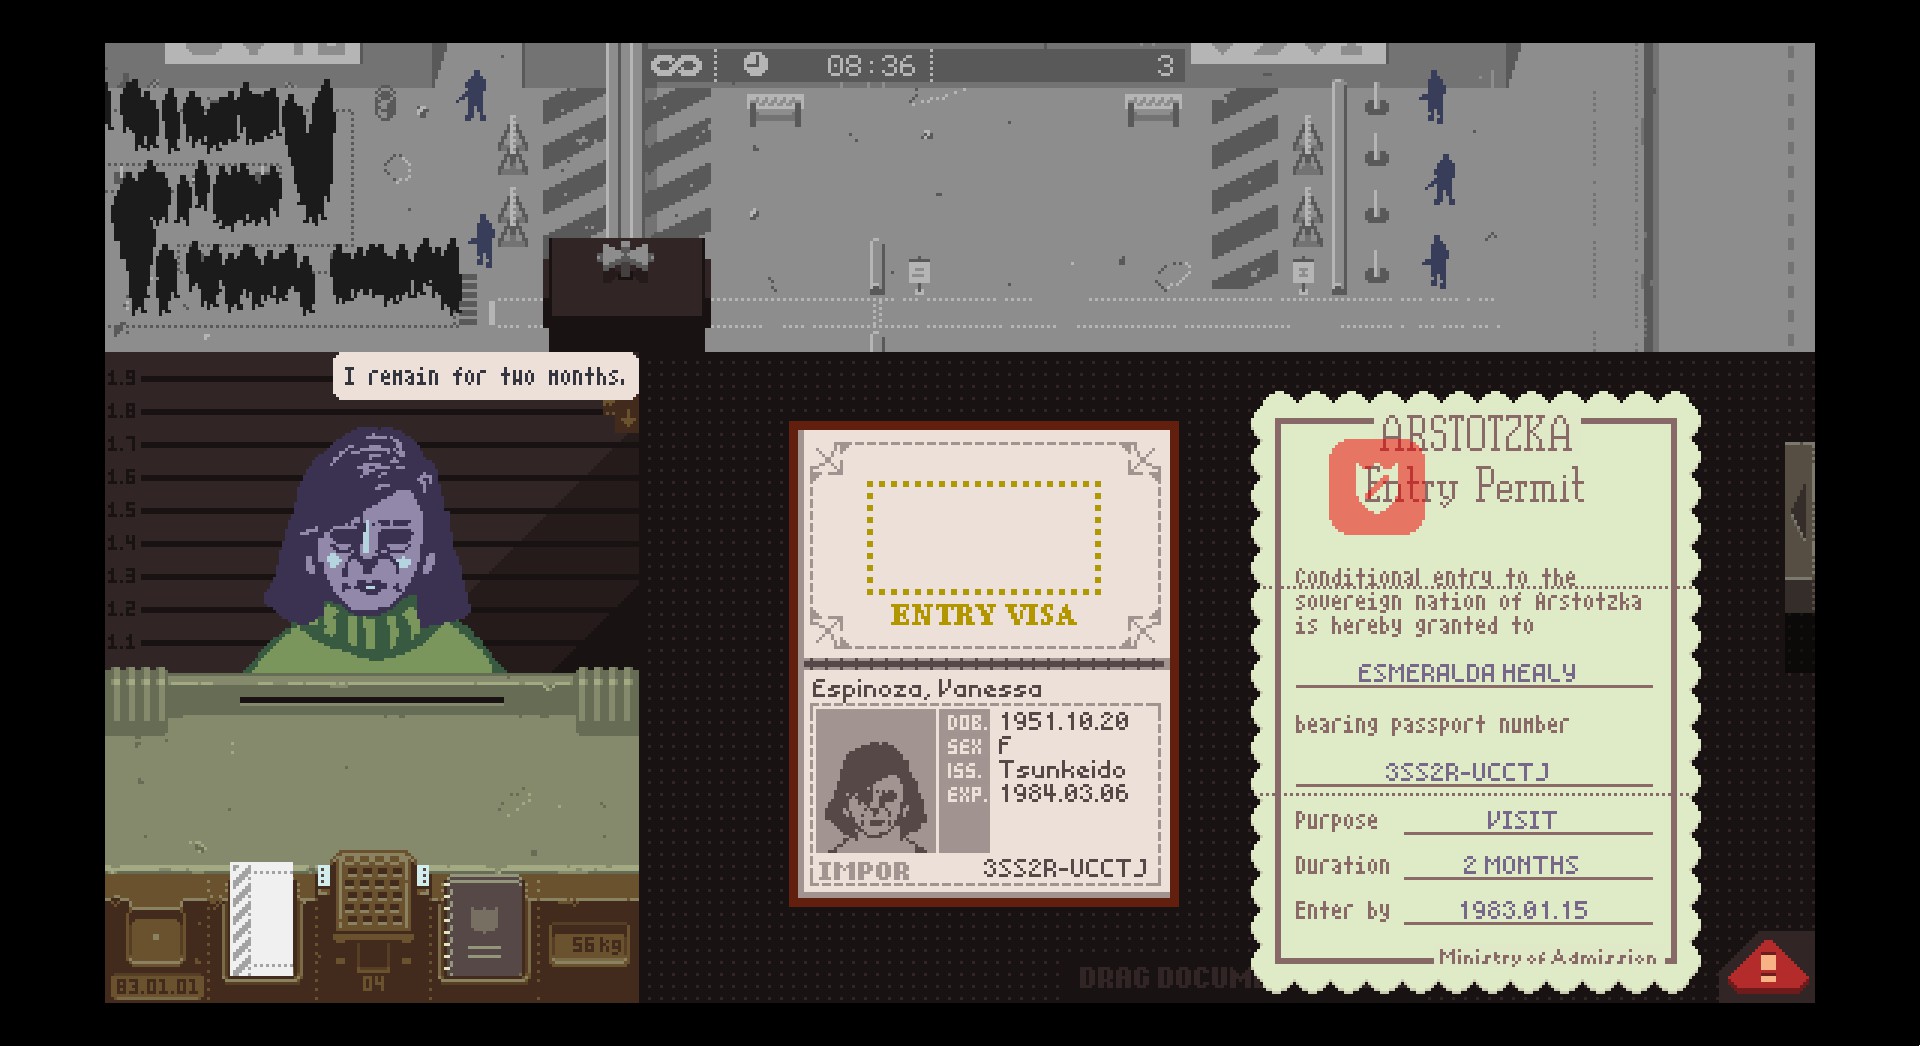 08:36
3
I remain for two months.
1.9
1.8
1.7
1.6
1.5
1.4
1.3
1.2
1.1
ENTRY VISA
Espinoza, Vanessa
DOB. 1951.10.20
SEX F
ISS. Tsunkeido
EXP. 1984.03.06
IMPOR 3SS2R-UCCTJ
ARSTOTZKA
Entry Permit
Conditional entry to the
sovereign nation of Arstotzka
is hereby granted to
ESMERALDA HEALY
bearing passport number
3SS2R-UCCTJ
Purpose VISIT
Duration 2 MONTHS
Enter by 1983.01.15
Ministry of Admission
56kg
83.01.01
04
DRAG DOCUM